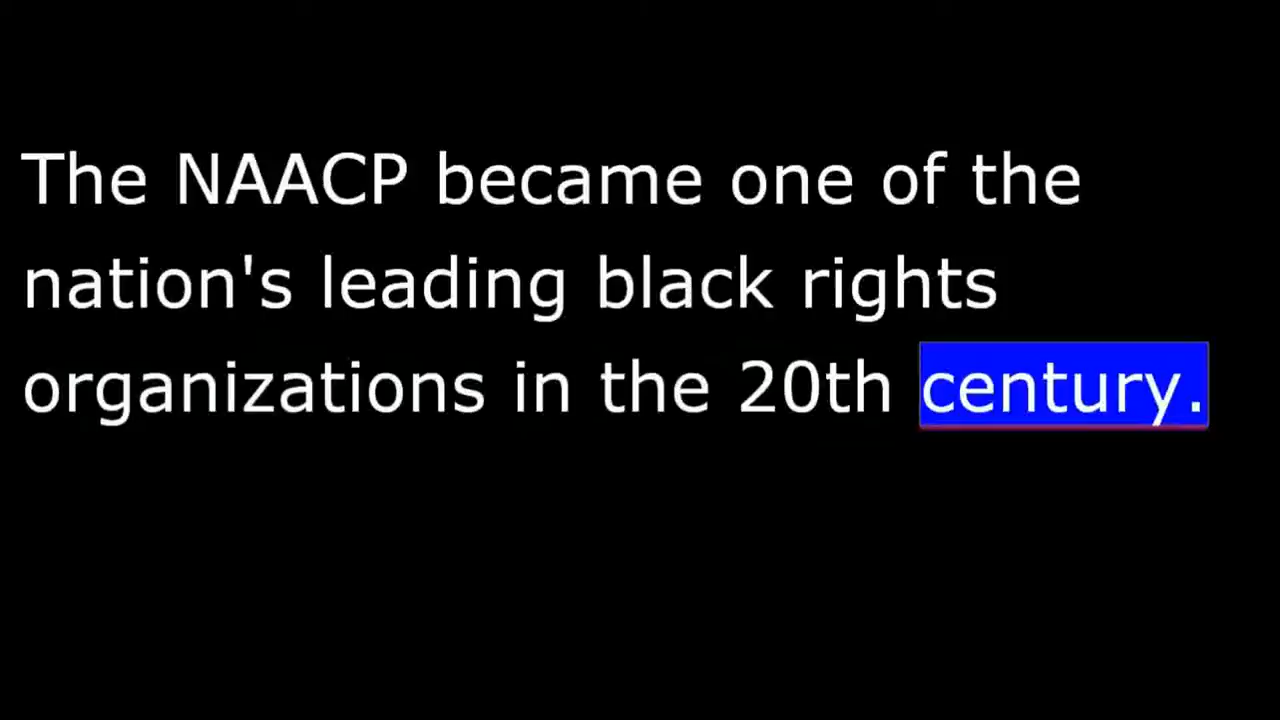 The NAACP became one of the
nation's leading black rights
organizations in the 20th century.